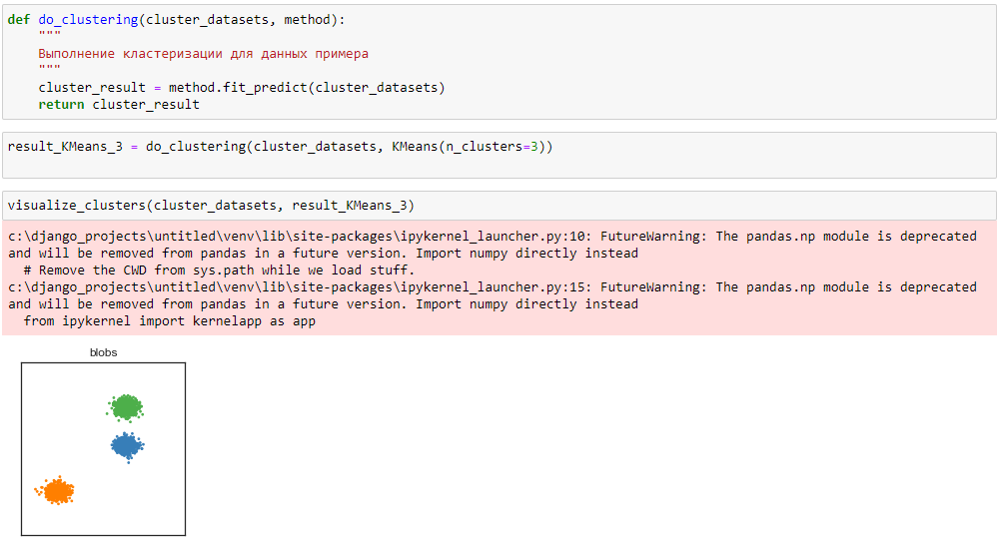 def do_clustering(cluster_datasets, method):
    """
    Выполнение кластеризации для данных примера
    """
    cluster_result = method.fit_predict(cluster_datasets)
    return cluster_result
result_KMeans_3 = do_clustering(cluster_datasets, KMeans(n_clusters=3))
visualize_clusters(cluster_datasets, result_KMeans_3)
c:\django_projects\untitled\venv\lib\site-packages\ipykernel_launcher.py:10: FutureWarning: The pandas.np module is deprecated
and will be removed from pandas in a future version. Import numpy directly instead
  # Remove the CWD from sys.path while we load stuff.
c:\django_projects\untitled\venv\lib\site-packages\ipykernel_launcher.py:15: FutureWarning: The pandas.np module is deprecated
and will be removed from pandas in a future version. Import numpy directly instead
  from ipykernel import kernelapp as app
blobs